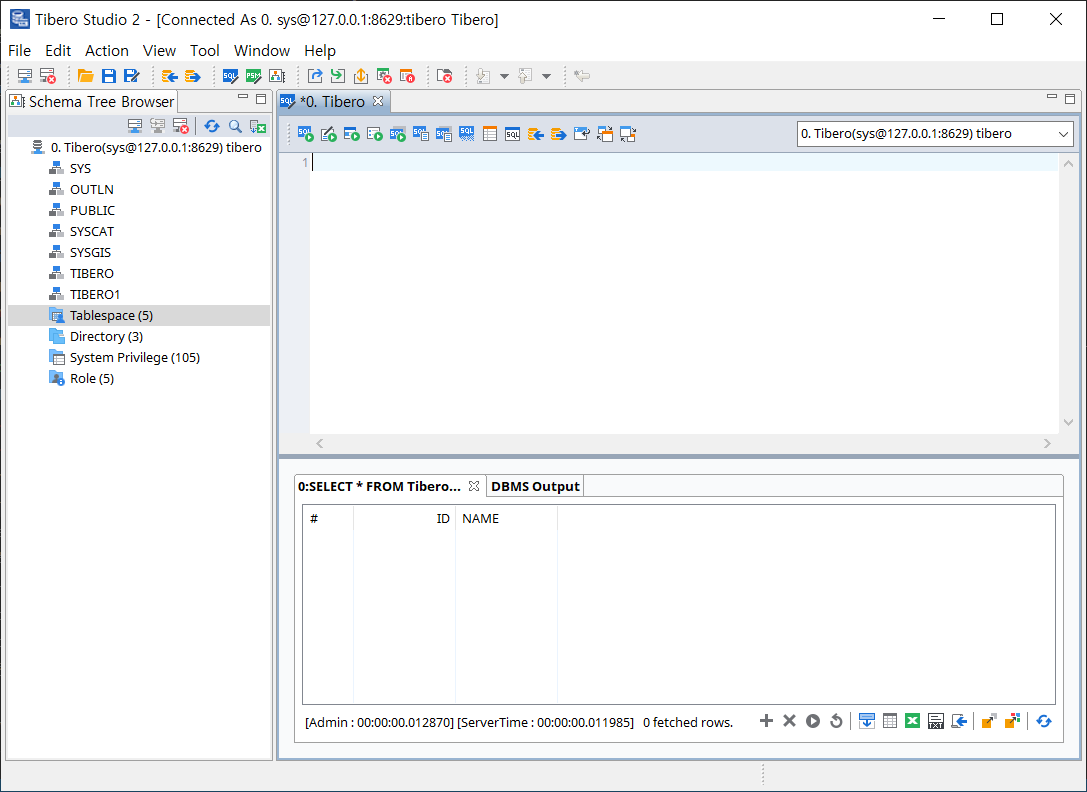 Tibero Studio 2 - [Connected As 0. sys@127.0.0.1:8629:tibero Tibero]
File Edit Action View Tool Window Help
SQL PSM
Schema Tree Browser
0. Tibero(sys@127.0.0.1:8629) tibero
SYS
OUTLN
PUBLIC
SYSCAT
SYSGIS
TIBERO
TIBERO1
Tablespace (5)
Directory (3)
System Privilege (105)
Role (5)
SQL *0. Tibero
0. Tibero(sys@127.0.0.1:8629) tibero
1
0:SELECT * FROM Tibero... DBMS Output
# ID NAME
[Admin : 00:00:00.012870] [ServerTime : 00:00:00.011985] 0 fetched rows.
TXT